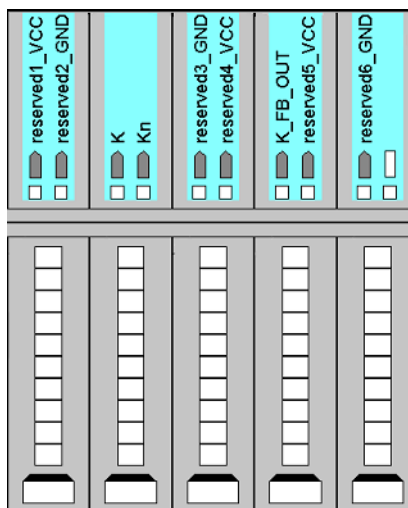 reserved1_VCC
reserved2_GND
K
Kn
reserved3_GND
reserved4_VCC
K_FB_OUT
reserved5_VCC
reserved6_GND